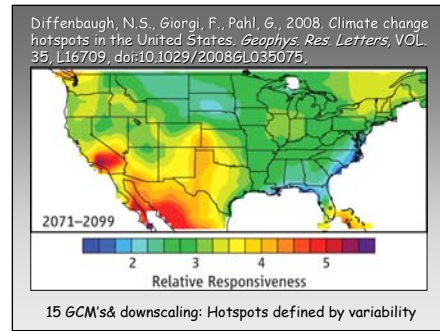 Diffenbaugh, N.S., Giorgi, F., Pahl, G., 2008. Climate change
hotspots in the United States. Geophys. Res. Letters, VOL.
35, L16709, doi:10.1029/2008GL035075,
2071–2099
2 3 4 5
Relative Responsiveness
15 GCM's& downscaling: Hotspots defined by variability